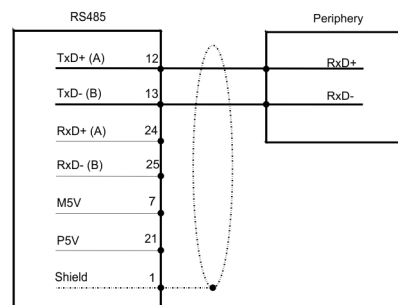 RS485 Periphery
TxD+ (A) 12 RxD+
TxD- (B) 13 RxD-
RxD+ (A) 24
RxD- (B) 25
M5V 7
P5V 21
Shield 1